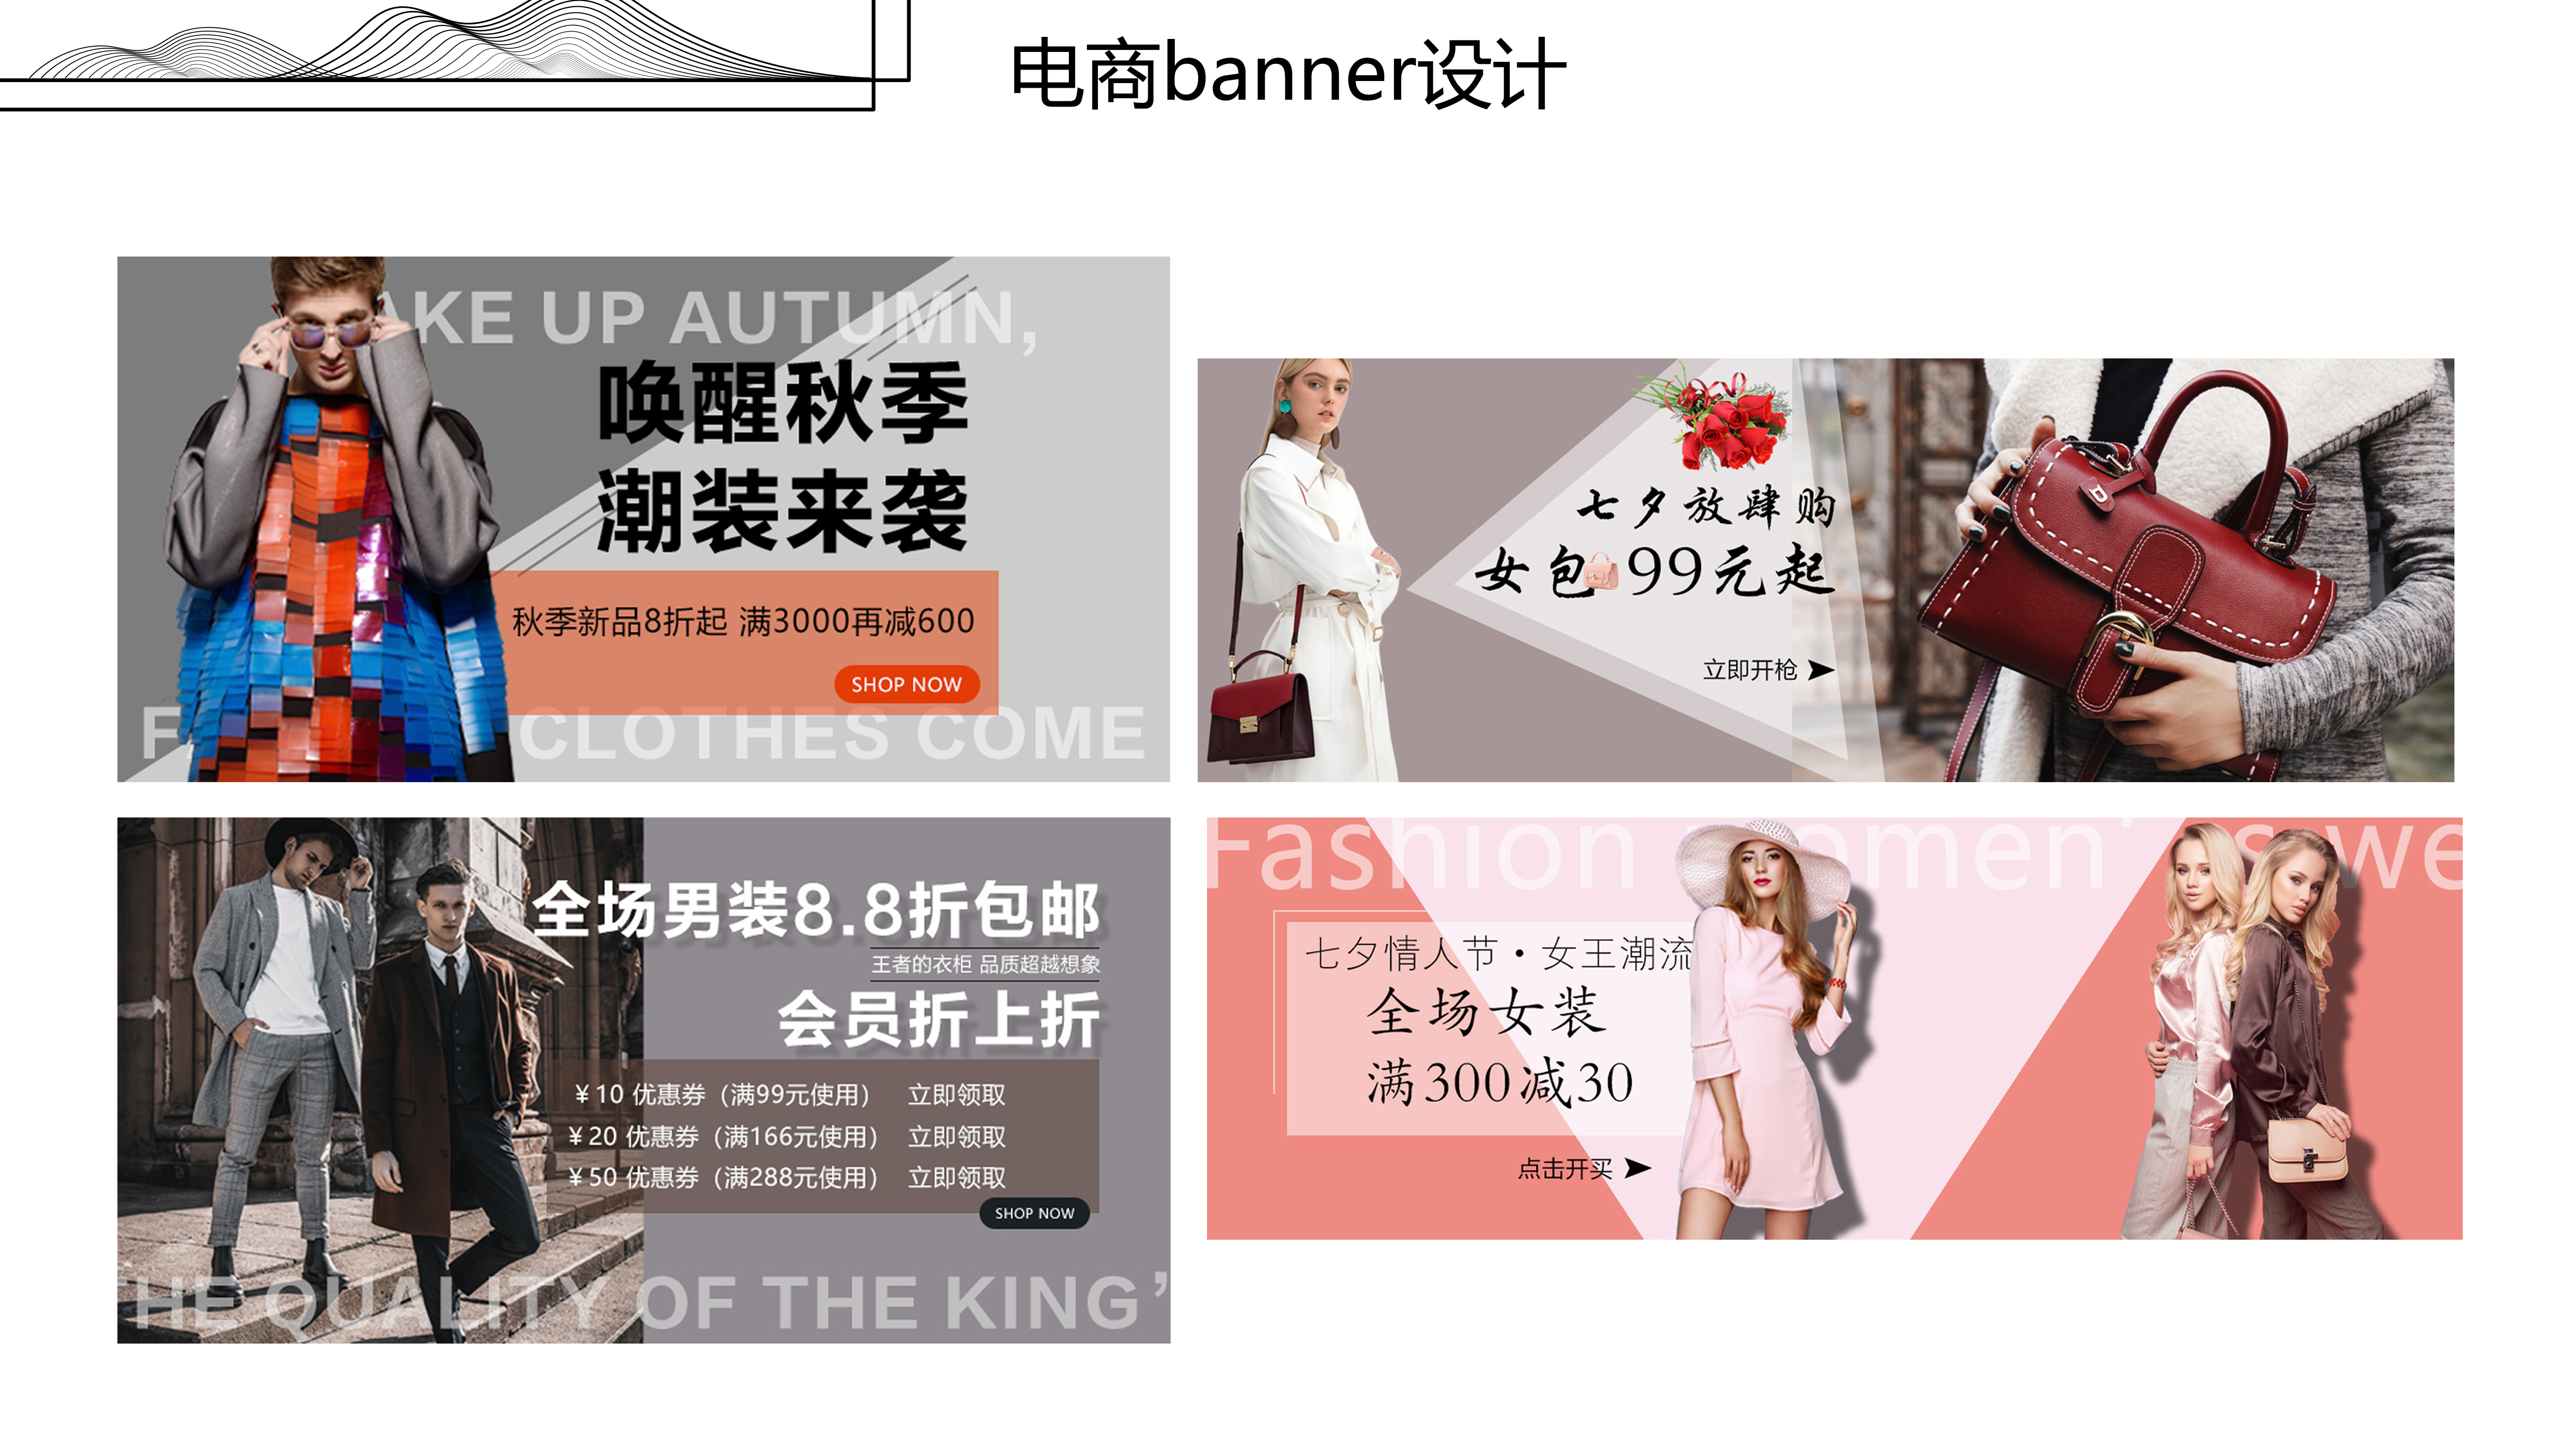 电商banner设计
AKE UP AUTUMN,
唤醒秋季
潮装来袭
秋季新品8折起 满3000再减600
SHOP NOW
CLOTHES COME
七夕放肆购
女包 99元起
立即开枪
全场男装8.8折包邮
王者的衣柜 品质超越想象
会员折上折
¥10 优惠券（满99元使用） 立即领取
¥20 优惠券（满166元使用） 立即领取
¥50 优惠券（满288元使用） 立即领取
SHOP NOW
THE QUALITY OF THE KING’
Fashion women’s we
七夕情人节·女王潮流
全场女装
满300减30
点击开买